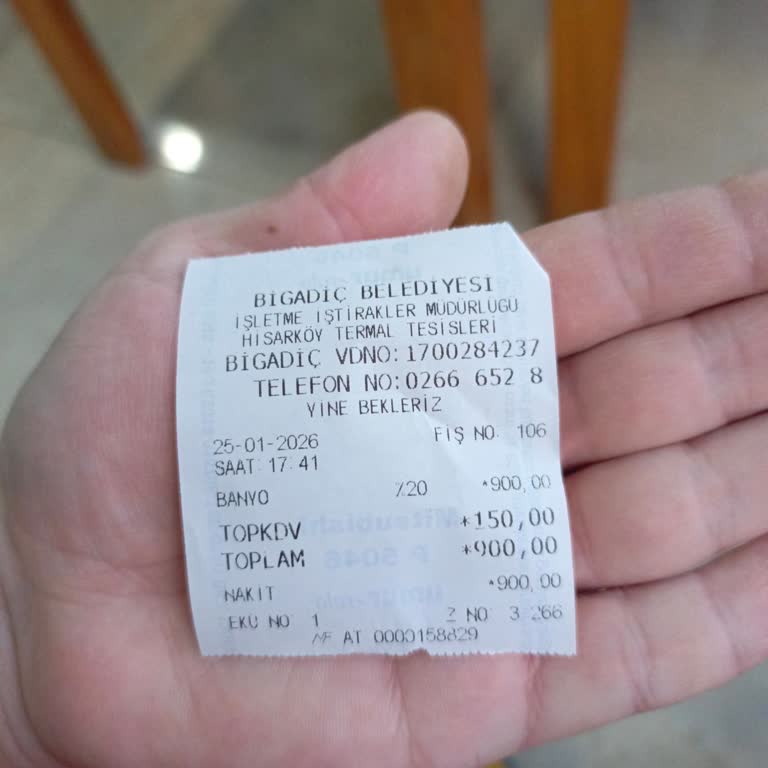 BİGADİÇ BELEDİYESİ
İŞLETME İŞTİRAKLER MÜDÜRLÜĞÜ
HİSARKÖY TERMAL TESİSLERİ
BİGADİÇ VDNO: 1700284237
TELEFON NO: 0266 652 8
YİNE BEKLERİZ
25-01-2026 FİŞ NO. 106
SAAT 17:41
BANYO %20 *900,00
TOPKDV *150,00
TOPLAM *900,00
NAKİT *900,00
EKÜ NO 1 Z NO 3266
MF AT 0000158829